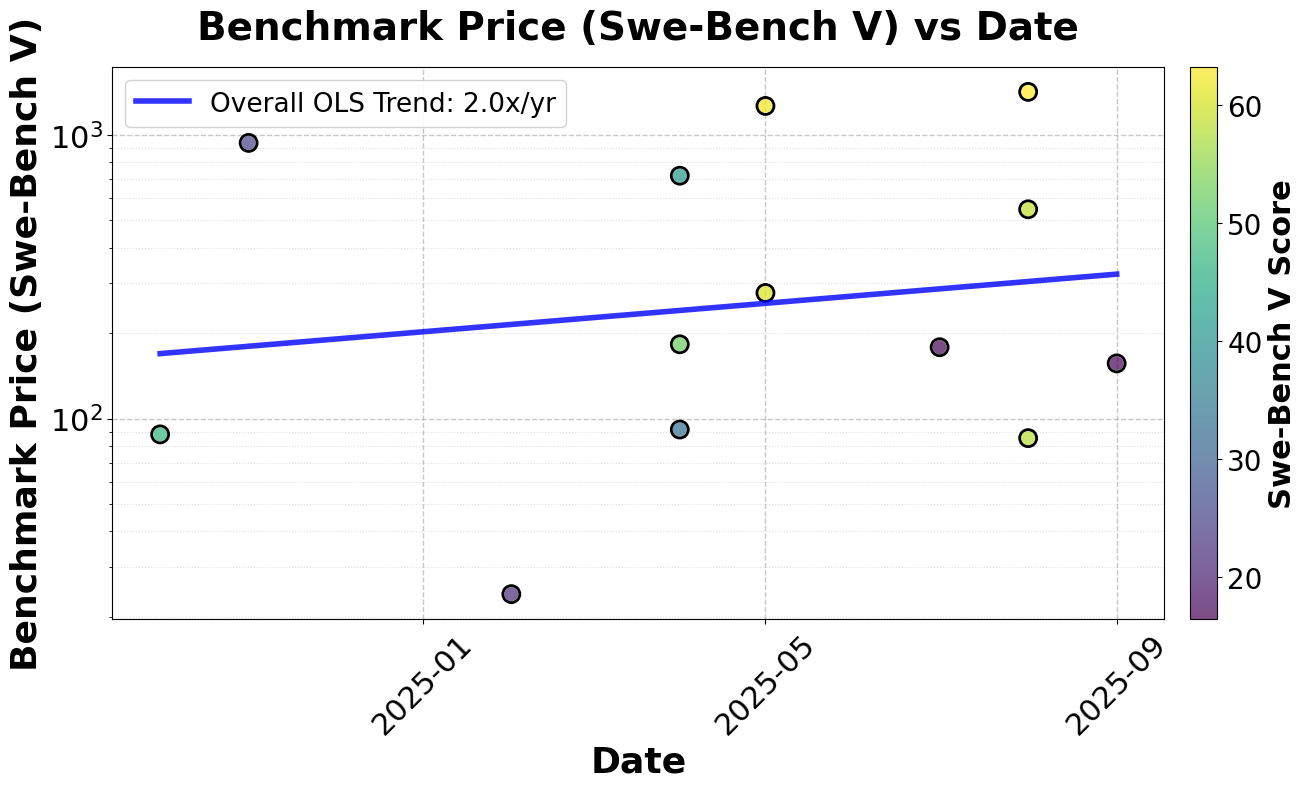 Benchmark Price (Swe-Bench V) vs Date
Overall OLS Trend: 2.0x/yr
Benchmark Price (Swe-Bench V)
10³
10²
2025-01
2025-05
2025-09
Date
60
50
40
30
20
Swe-Bench V Score